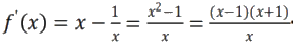 f'(x) = x − 1/x = x²−1/x = (x−1)(x+1)/x.